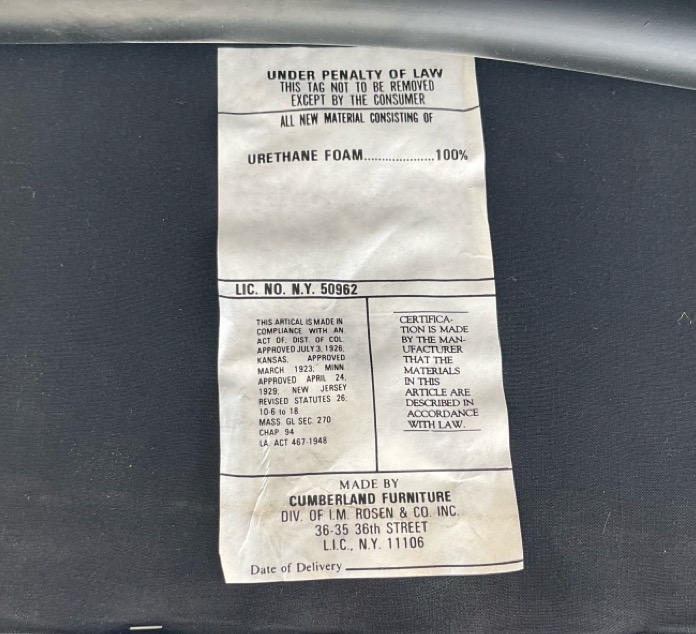 UNDER PENALTY OF LAW
THIS TAG NOT TO BE REMOVED
EXCEPT BY THE CONSUMER
ALL NEW MATERIAL CONSISTING OF
URETHANE FOAM....................100%
LIC. NO. N.Y. 50962
THIS ARTICAL IS MADE IN
COMPLIANCE WITH AN
ACT OF. DIST. OF COL.
APPROVED JULY 3, 1926,
KANSAS, APPROVED
MARCH 1923; MINN
APPROVED APRIL 24,
1929; NEW JERSEY
REVISED STATUTES 26:
10-6 to 18
MASS. GL SEC. 270
CHAP. 94
LA. ACT 467-1948
CERTIFICA-
TION IS MADE
BY THE MAN-
UFACTURER
THAT THE
MATERIALS
IN THIS
ARTICLE ARE
DESCRIBED IN
ACCORDANCE
WITH LAW.
MADE BY
CUMBERLAND FURNITURE
DIV. OF I.M. ROSEN & CO. INC.
36-35 36th STREET
L.I.C., N.Y. 11106
Date of Delivery